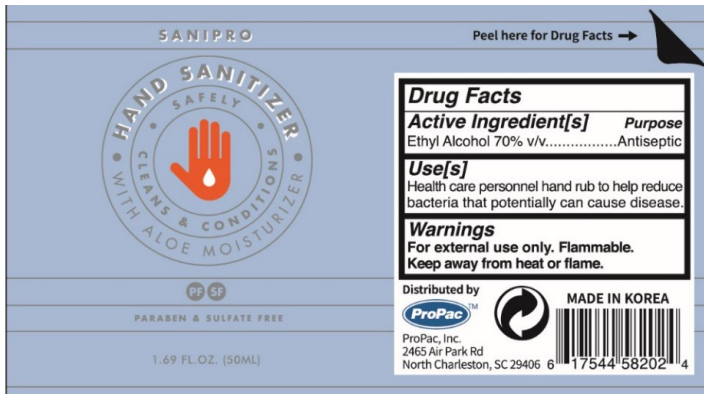 SANIPRO
HAND SANITIZER
SAFELY
CLEANS & CONDITIONS
WITH ALOE MOISTURIZER
PF SF
PARABEN & SULFATE FREE
1.69 FL.OZ. (50ML)
Peel here for Drug Facts
Drug Facts
Active Ingredient[s] Purpose
Ethyl Alcohol 70% v/v.................Antiseptic
Use[s]
Health care personnel hand rub to help reduce
bacteria that potentially can cause disease.
Warnings
For external use only. Flammable.
Keep away from heat or flame.
Distributed by
ProPac™
ProPac, Inc.
2465 Air Park Rd
North Charleston, SC 29406
MADE IN KOREA
6 17544 58202 4